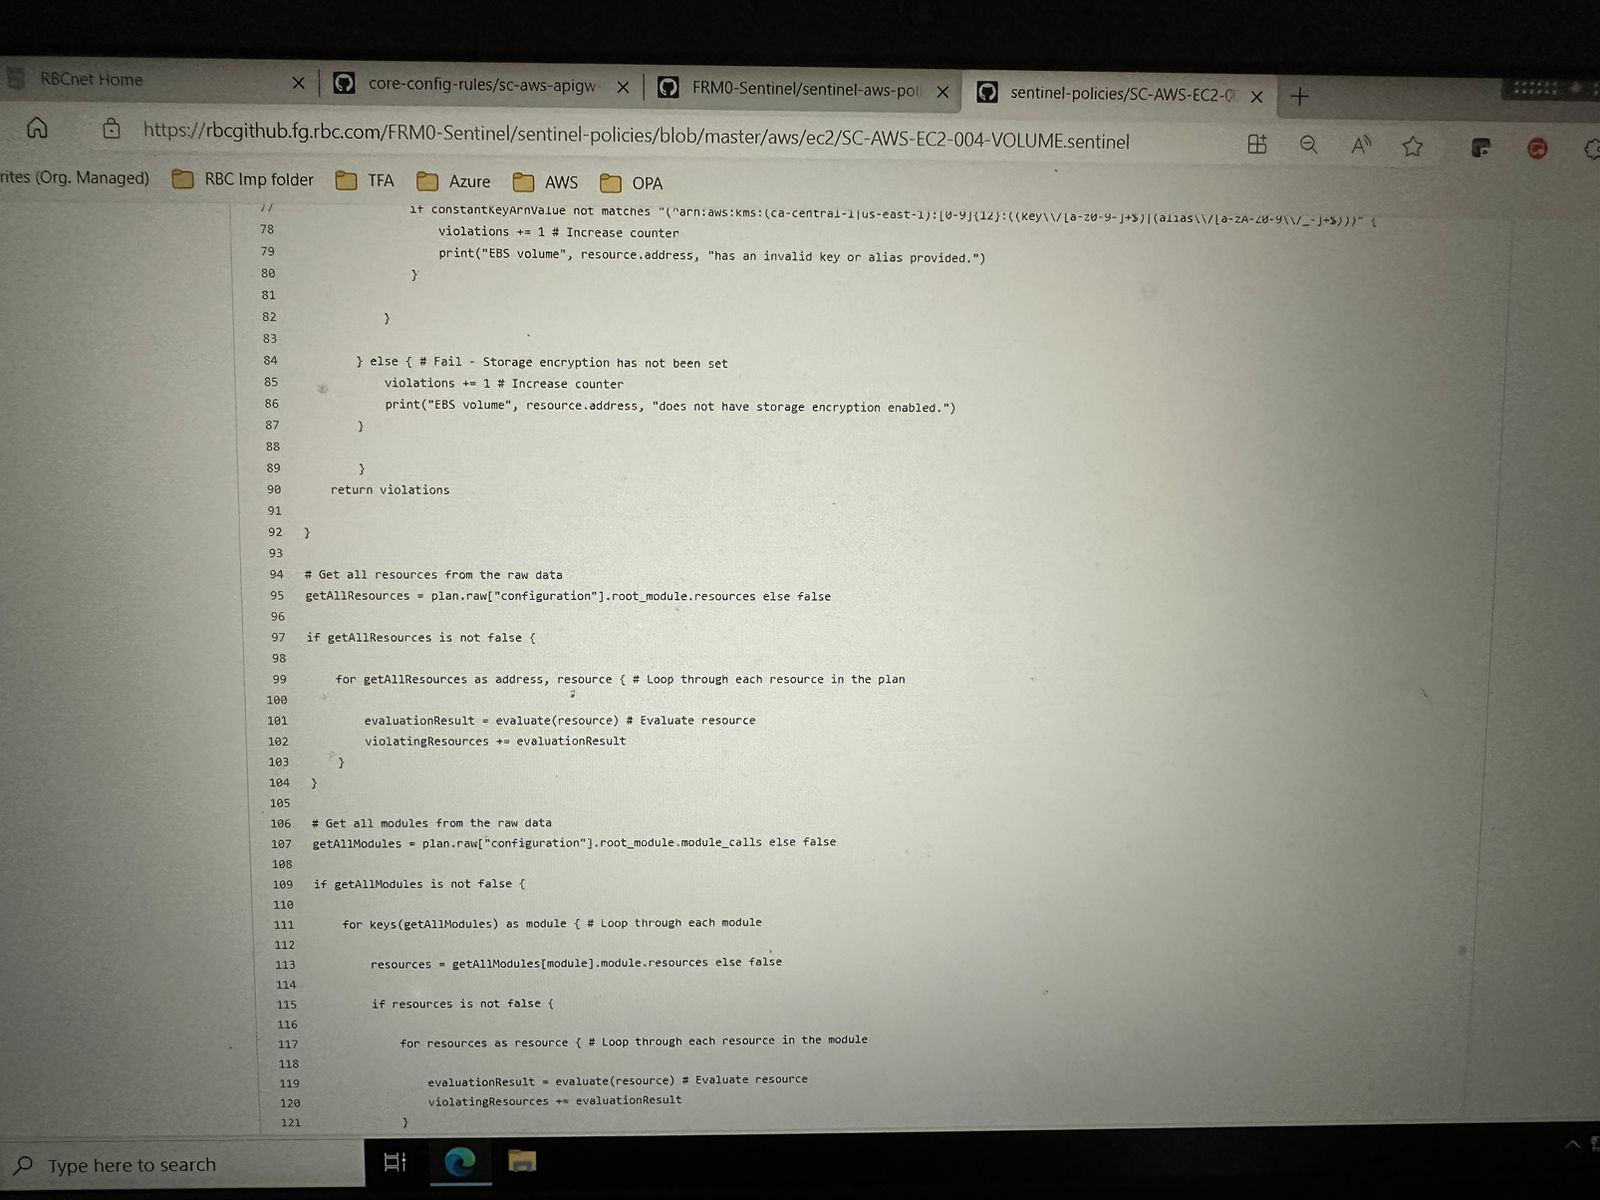 RBCnet Home
core-config-rules/sc-aws-apigw
FRM0-Sentinel/sentinel-aws-poli
sentinel-policies/SC-AWS-EC2-0
https://rbcgithub.fg.rbc.com/FRM0-Sentinel/sentinel-policies/blob/master/aws/ec2/SC-AWS-EC2-004-VOLUME.sentinel
rites (Org. Managed) RBC Imp folder TFA Azure AWS OPA
77 if constantKeyArnValue not matches "(^arn:aws:kms:(ca-central-1|us-east-1):[0-9]{12}:((key\\/[a-z0-9-]+$)|(alias\\/[a-zA-Z0-9\\/_-]+$)))" {
78 violations += 1 # Increase counter
79 print("EBS volume", resource.address, "has an invalid key or alias provided.")
80 }
81
82 }
83
84 } else { # Fail - Storage encryption has not been set
85 violations += 1 # Increase counter
86 print("EBS volume", resource.address, "does not have storage encryption enabled.")
87 }
88
89 }
90 return violations
91
92 }
93
94 # Get all resources from the raw data
95 getAllResources = plan.raw["configuration"].root_module.resources else false
96
97 if getAllResources is not false {
98
99 for getAllResources as address, resource { # Loop through each resource in the plan
100
101 evaluationResult = evaluate(resource) # Evaluate resource
102 violatingResources += evaluationResult
103 }
104 }
105
106 # Get all modules from the raw data
107 getAllModules = plan.raw["configuration"].root_module.module_calls else false
108
109 if getAllModules is not false {
110
111 for keys(getAllModules) as module { # Loop through each module
112
113 resources = getAllModules[module].module.resources else false
114
115 if resources is not false {
116
117 for resources as resource { # Loop through each resource in the module
118
119 evaluationResult = evaluate(resource) # Evaluate resource
120 violatingResources += evaluationResult
121 }
Type here to search